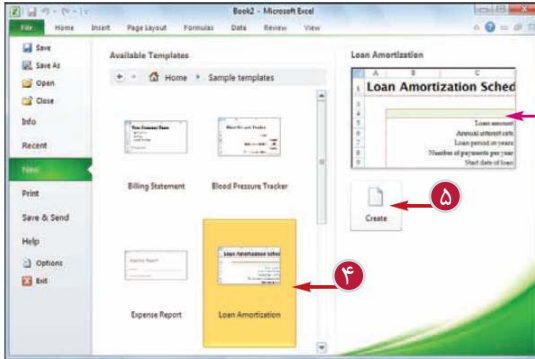 Book2 - Microsoft Excel
File Home Insert Page Layout Formulas Data Review View
Save
Save As
Open
Close
Info
Recent
New
Print
Save & Send
Help
Options
Exit
Available Templates
Home Sample templates
Billing Statement
Blood Pressure Tracker
Expense Report
Loan Amortization
۴
Loan Amortization
A B C
Loan Amortization Sched
Loan amount
Annual interest rate
Loan period in years
Number of payments per year
Start date of loan
Create
۵